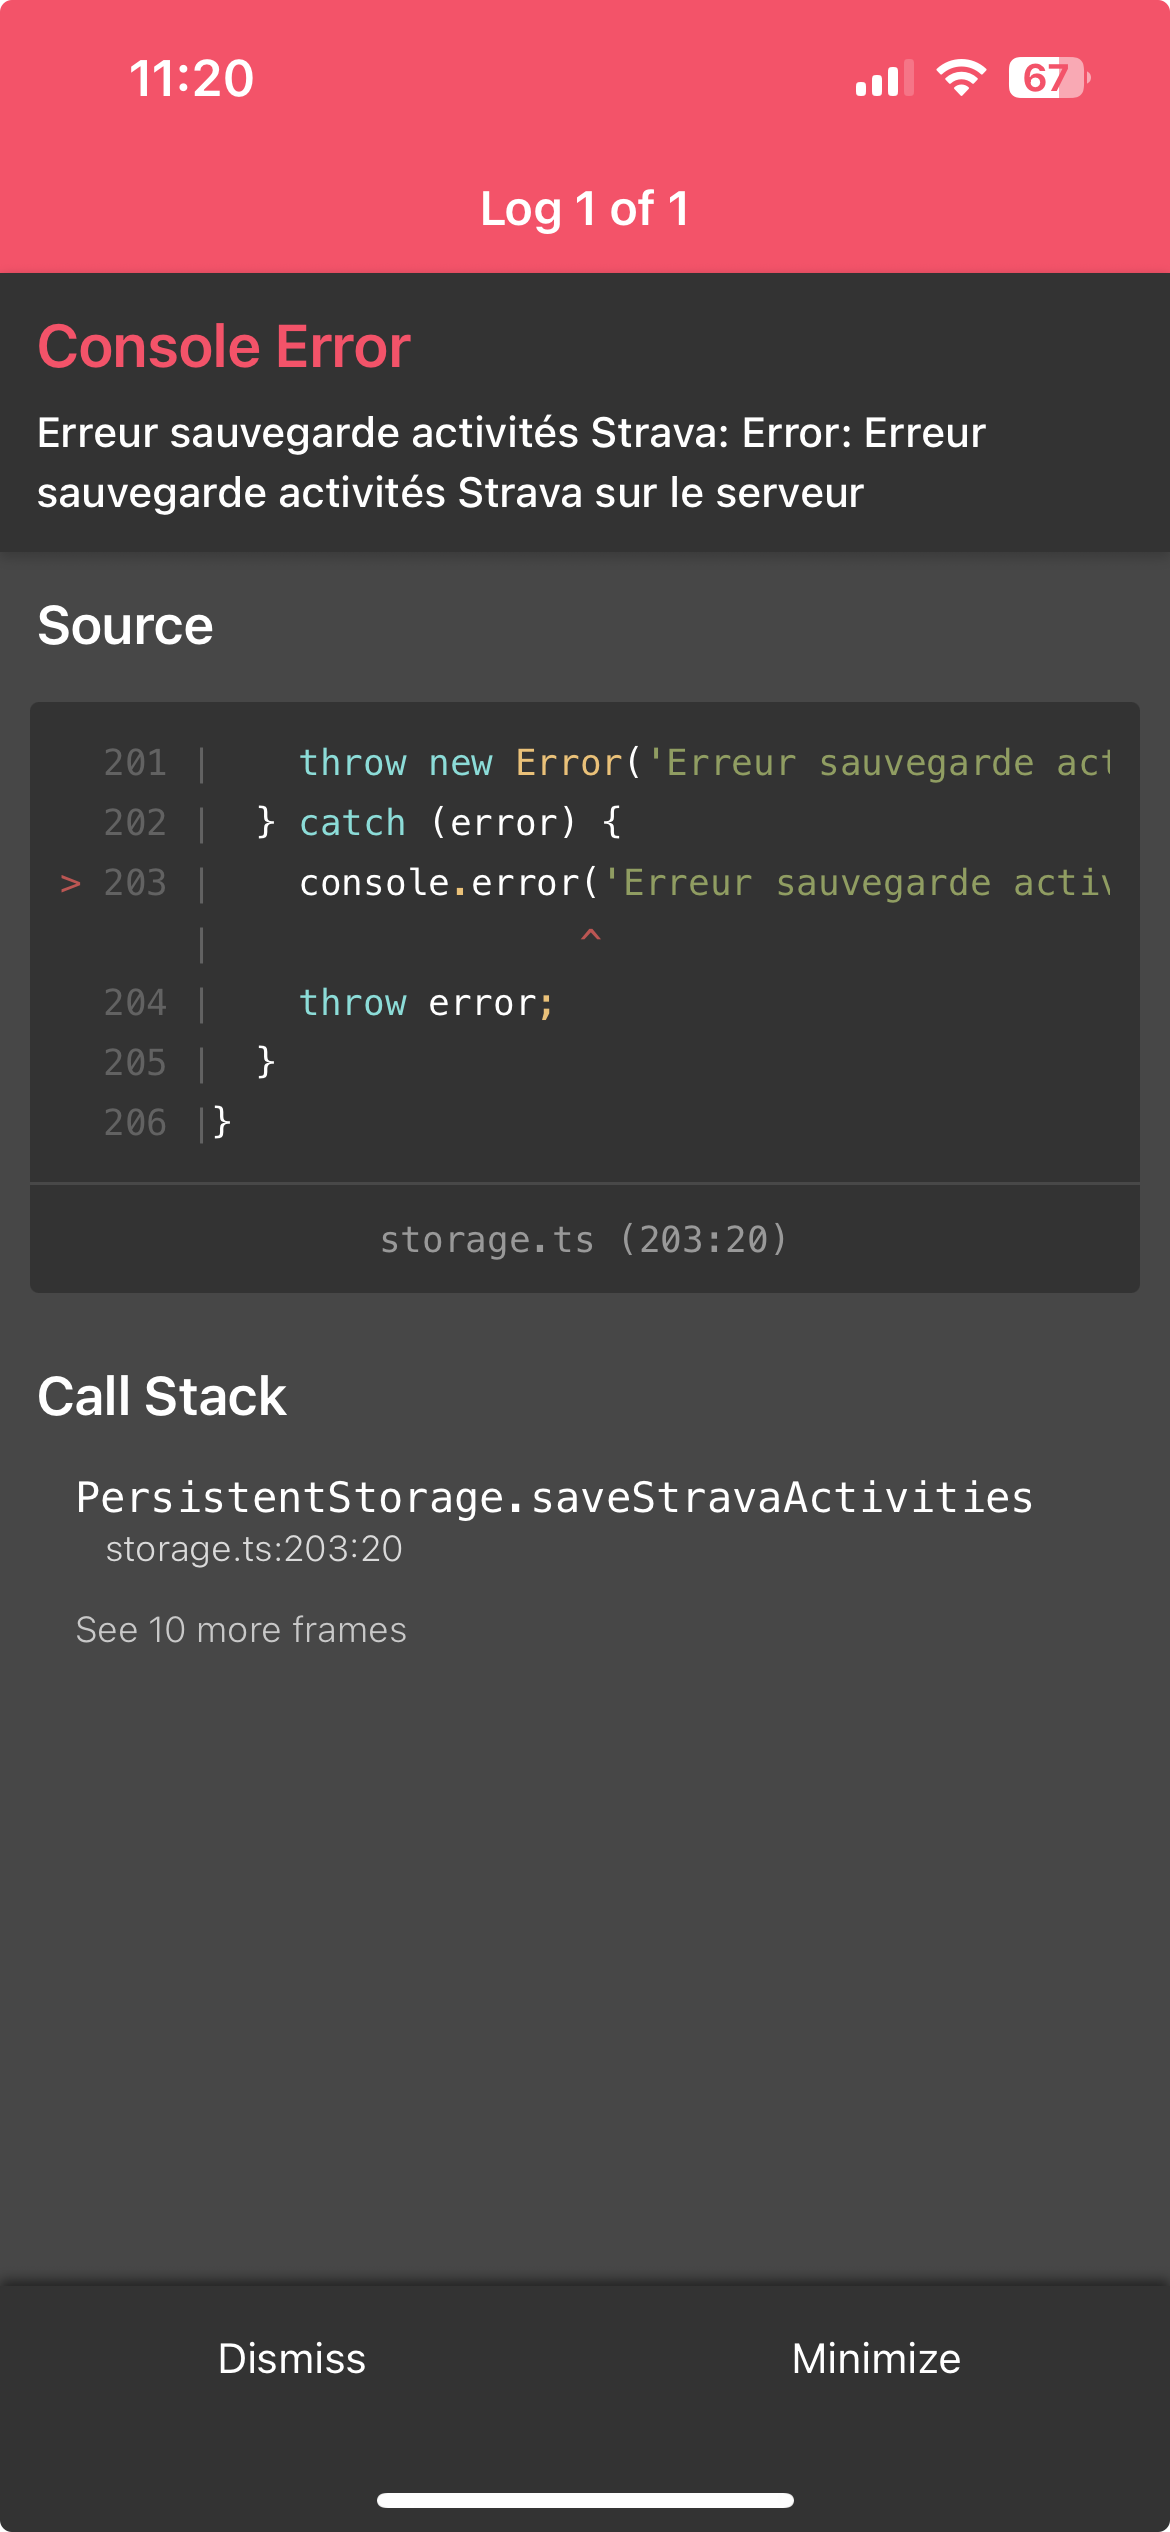 11:20
67
Log 1 of 1
Console Error
Erreur sauvegarde activités Strava: Error: Erreur
sauvegarde activités Strava sur le serveur
Source
201 | throw new Error('Erreur sauvegarde act
202 | } catch (error) {
> 203 | console.error('Erreur sauvegarde activ
| ^
204 | throw error;
205 | }
206 |}
storage.ts (203:20)
Call Stack
PersistentStorage.saveStravaActivities
storage.ts:203:20
See 10 more frames
Dismiss
Minimize